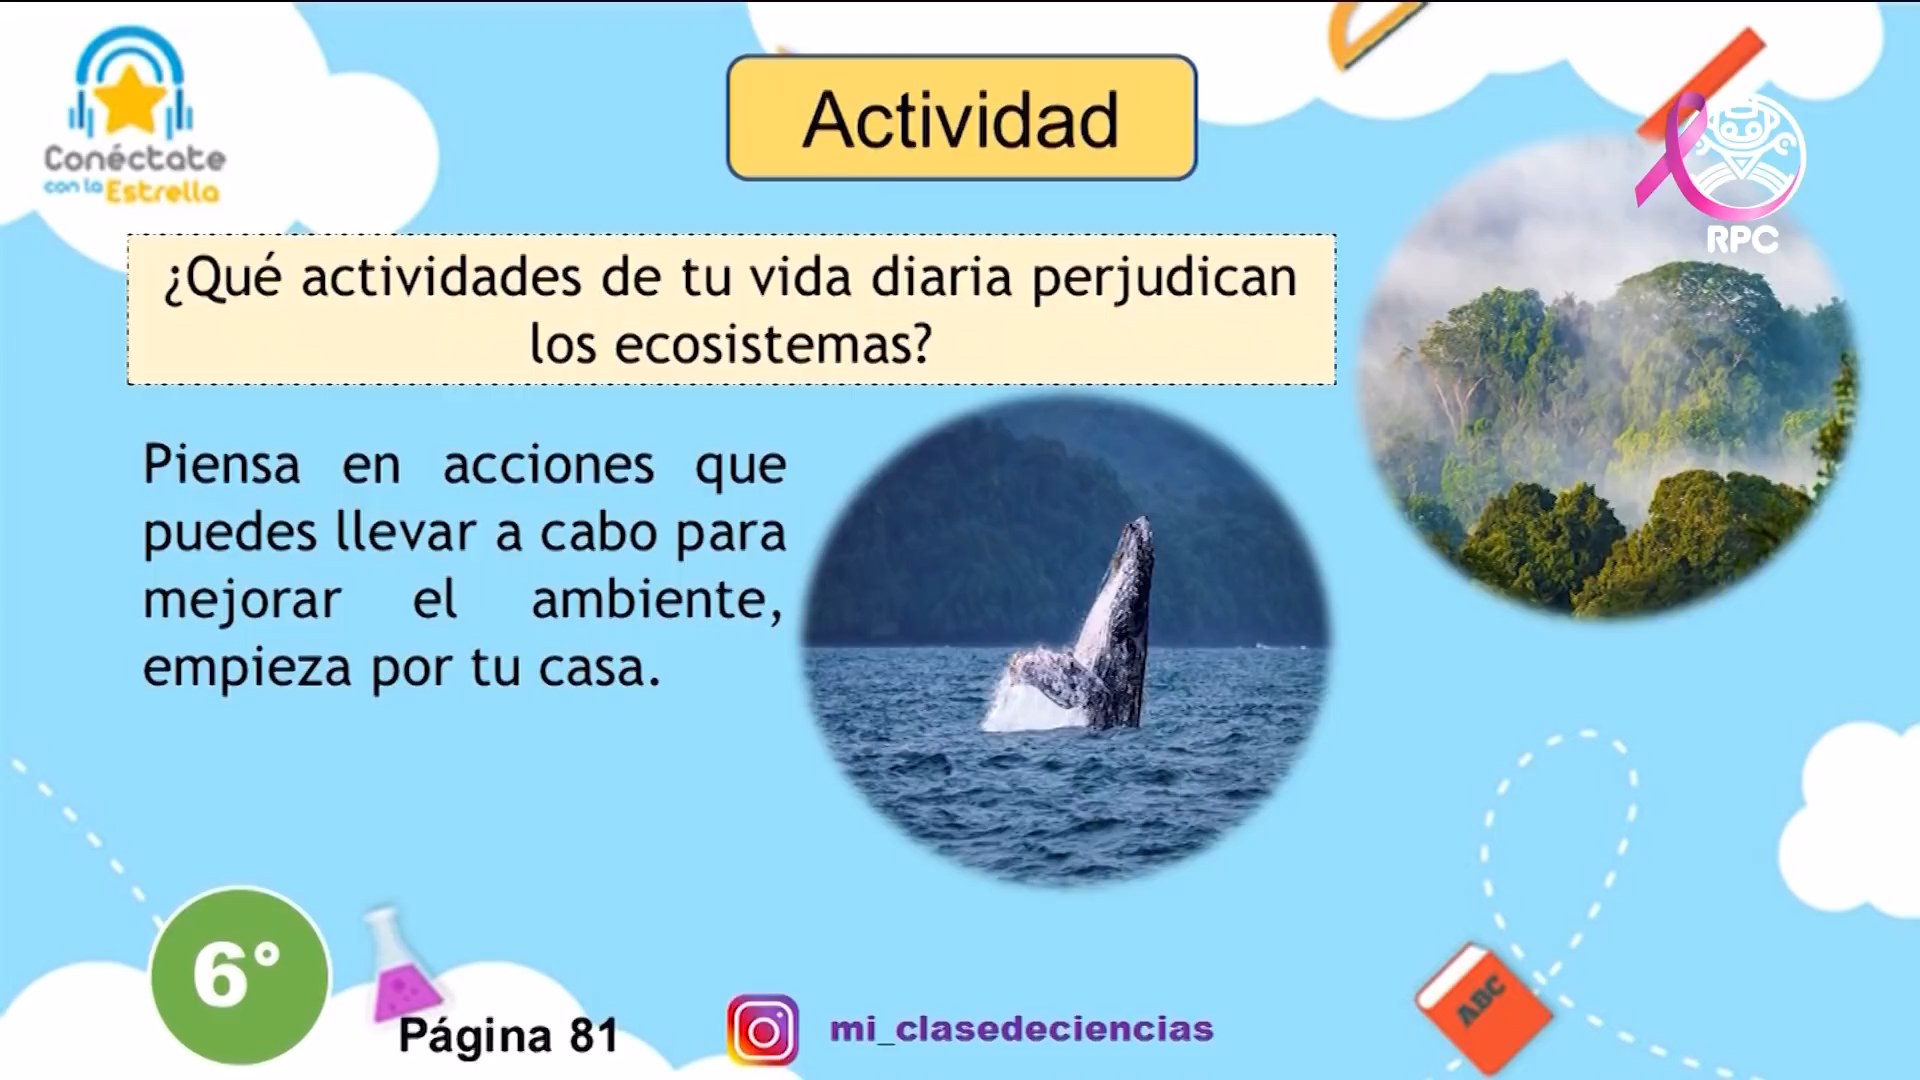 Conéctate
con la Estrella
Actividad
RPC
¿Qué actividades de tu vida diaria perjudican
los ecosistemas?
Piensa en acciones que
puedes llevar a cabo para
mejorar el ambiente,
empieza por tu casa.
6°
Página 81
mi_clasedeciencias
ABC